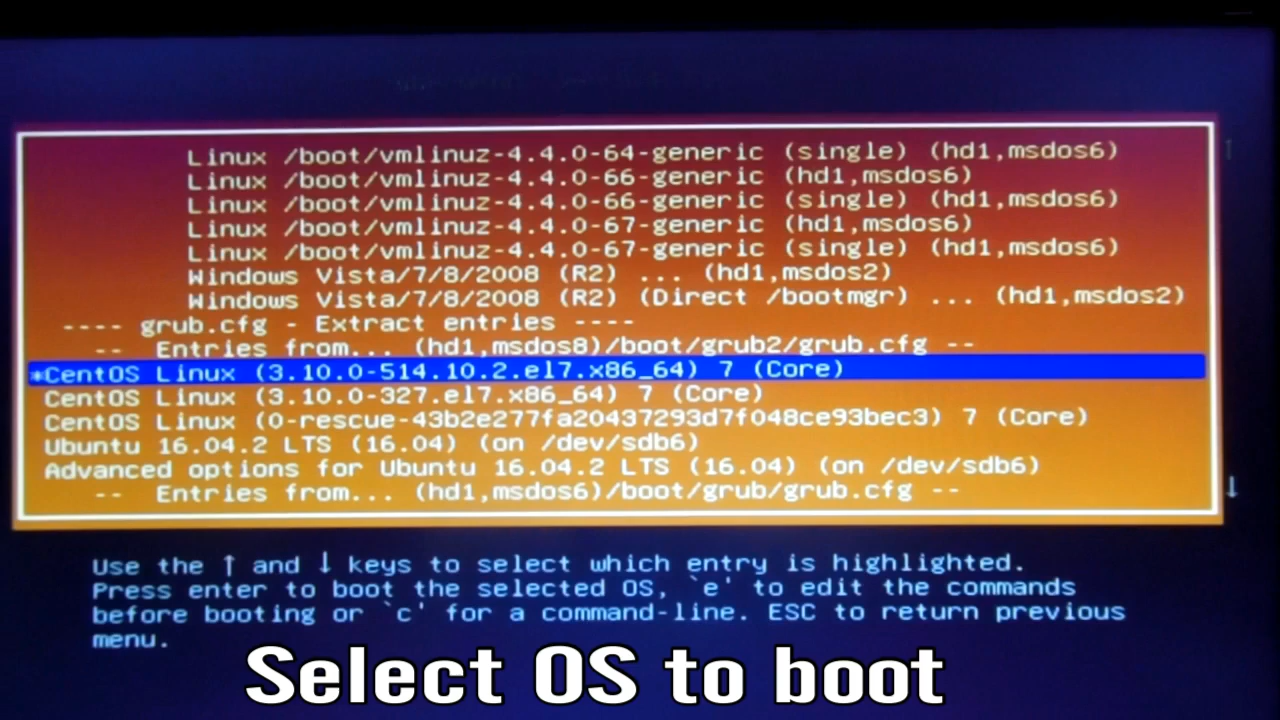 Linux /boot/vmlinuz-4.4.0-64-generic (single) (hd1,msdos6)
Linux /boot/vmlinuz-4.4.0-66-generic (hd1,msdos6)
Linux /boot/vmlinuz-4.4.0-66-generic (single) (hd1,msdos6)
Linux /boot/vmlinuz-4.4.0-67-generic (hd1,msdos6)
Linux /boot/vmlinuz-4.4.0-67-generic (single) (hd1,msdos6)
Windows Vista/7/8/2008 (R2) ... (hd1,msdos2)
Windows Vista/7/8/2008 (R2) (Direct /bootmgr) ... (hd1,msdos2)
---- grub.cfg - Extract entries ----
-- Entries from... (hd1,msdos8)/boot/grub2/grub.cfg --
*CentOS Linux (3.10.0-514.10.2.el7.x86_64) 7 (Core)
CentOS Linux (3.10.0-327.el7.x86_64) 7 (Core)
CentOS Linux (0-rescue-43b2e277fa20437293d7f048ce93bec3) 7 (Core)
Ubuntu 16.04.2 LTS (16.04) (on /dev/sdb6)
Advanced options for Ubuntu 16.04.2 LTS (16.04) (on /dev/sdb6)
-- Entries from... (hd1,msdos6)/boot/grub/grub.cfg --
Use the ↑ and ↓ keys to select which entry is highlighted.
Press enter to boot the selected OS, `e' to edit the commands
before booting or `c' for a command-line. ESC to return previous
menu.
Select OS to boot